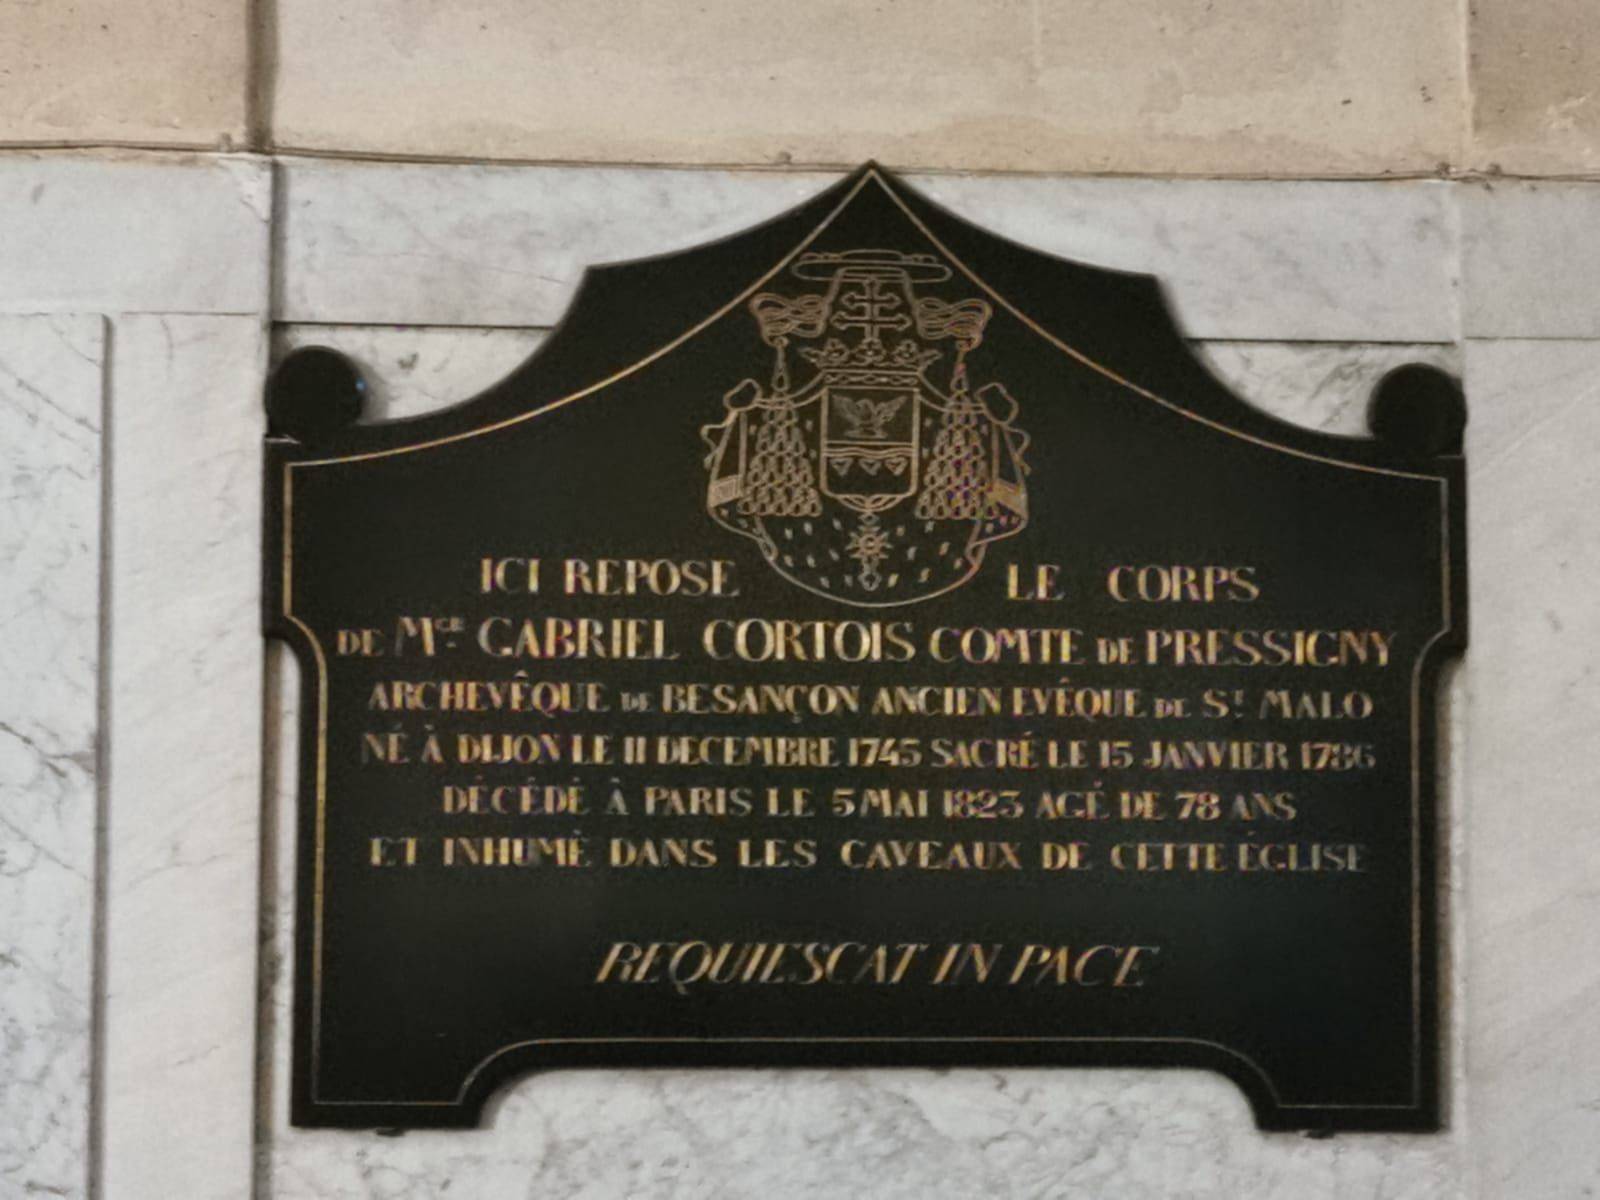 ICI REPOSE LE CORPS
DE MGR GABRIEL CORTOIS COMTE DE PRESSIGNY
ARCHEVÊQUE DE BESANÇON ANCIEN EVÊQUE DE ST MALO
NÉ À DIJON LE 11 DECEMBRE 1745 SACRÉ LE 15 JANVIER 1786
DÉCÉDÉ À PARIS LE 5 MAI 1823 AGÉ DE 78 ANS
ET INHUMÉ DANS LES CAVEAUX DE CETTE ÉGLISE
REQUIESCAT IN PACE